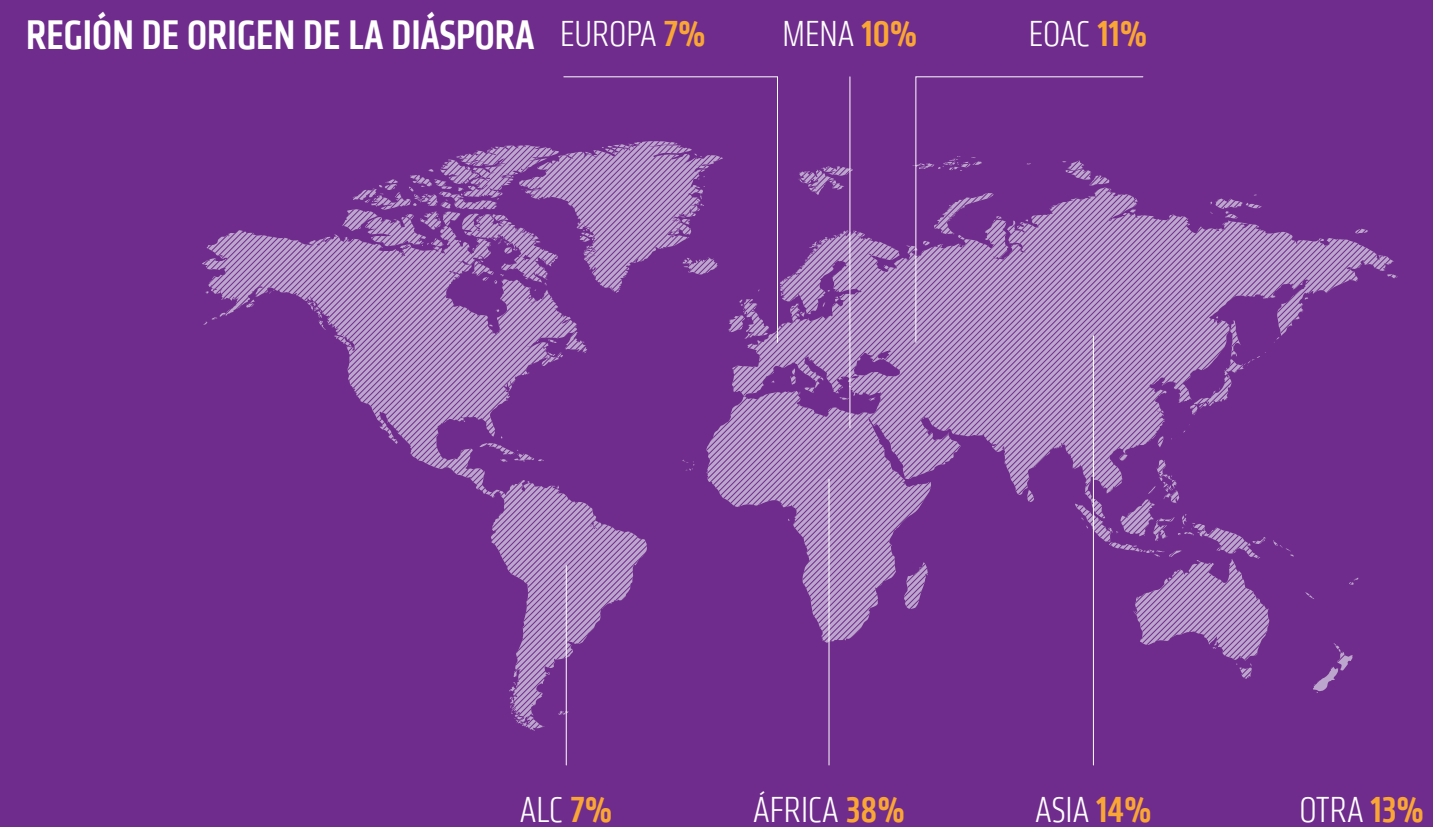 REGIÓN DE ORIGEN DE LA DIÁSPORA
EUROPA 7%
MENA 10%
EOAC 11%
ALC 7%
ÁFRICA 38%
ASIA 14%
OTRA 13%